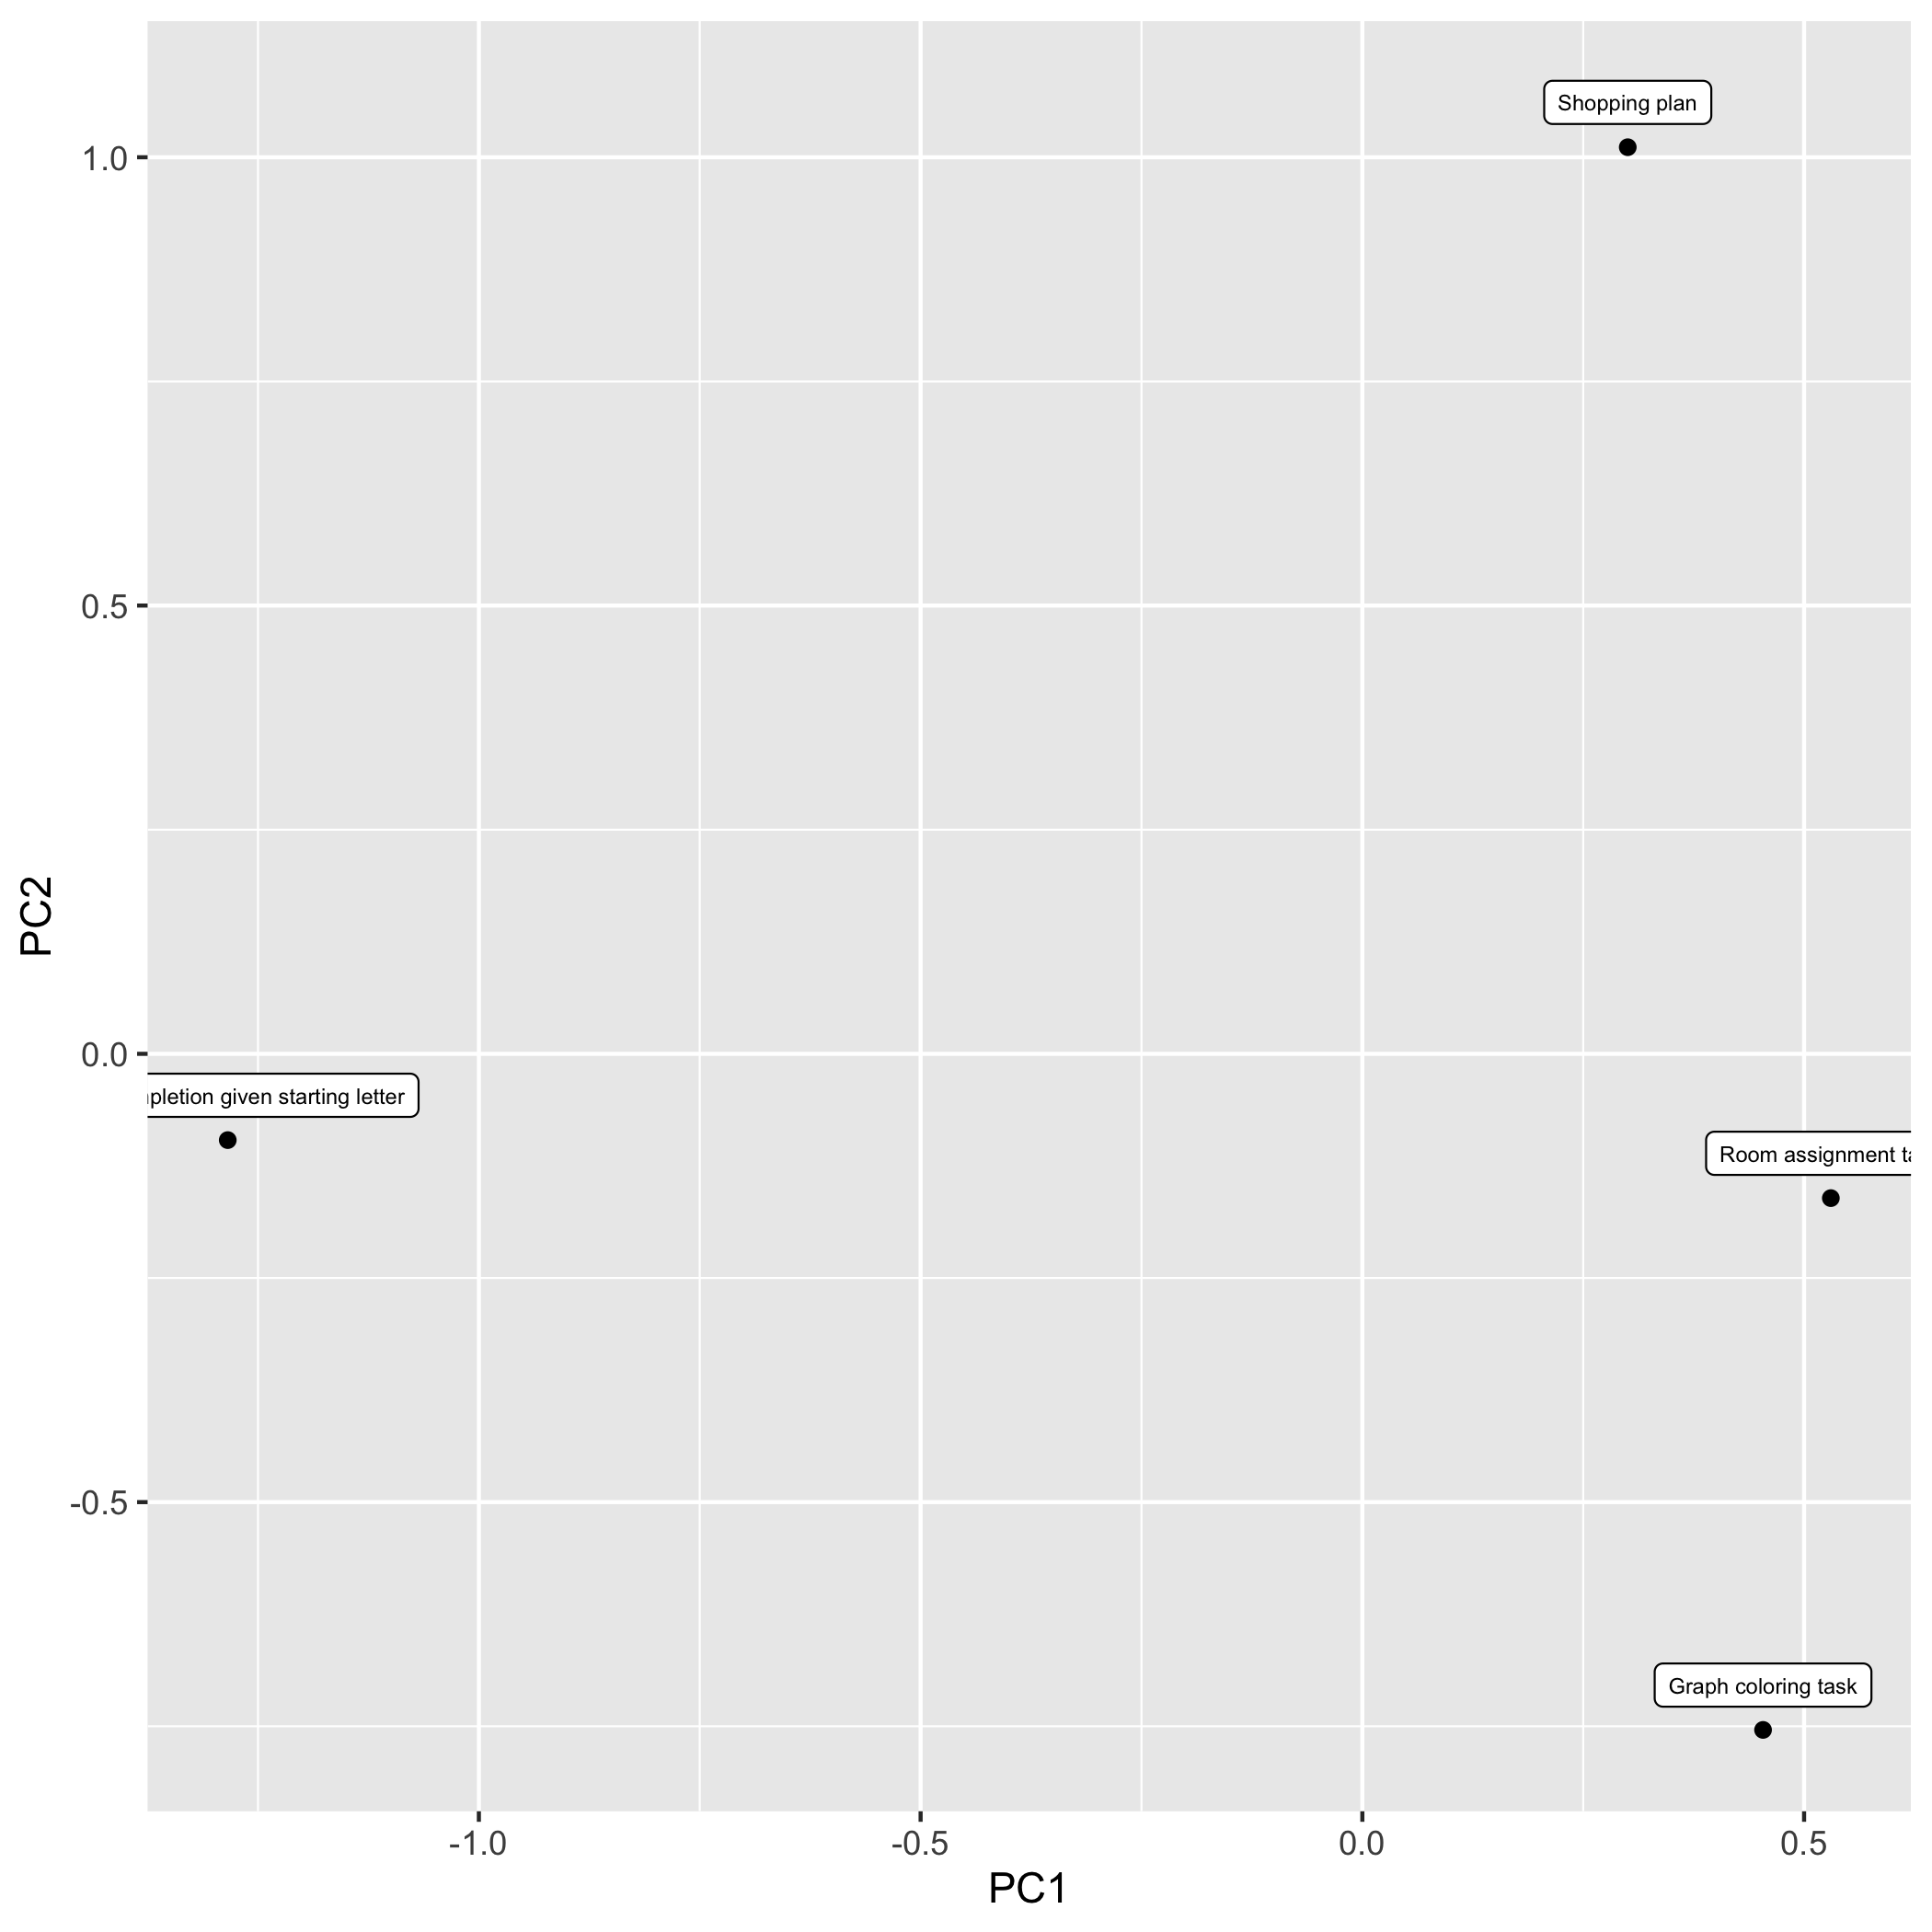 Shopping plan
1.0
0.5
PC2
0.0
given starting letter
Room assignment
-0.5
Graph coloring task
-1.0
-0.5
0.0
0.5
PC1